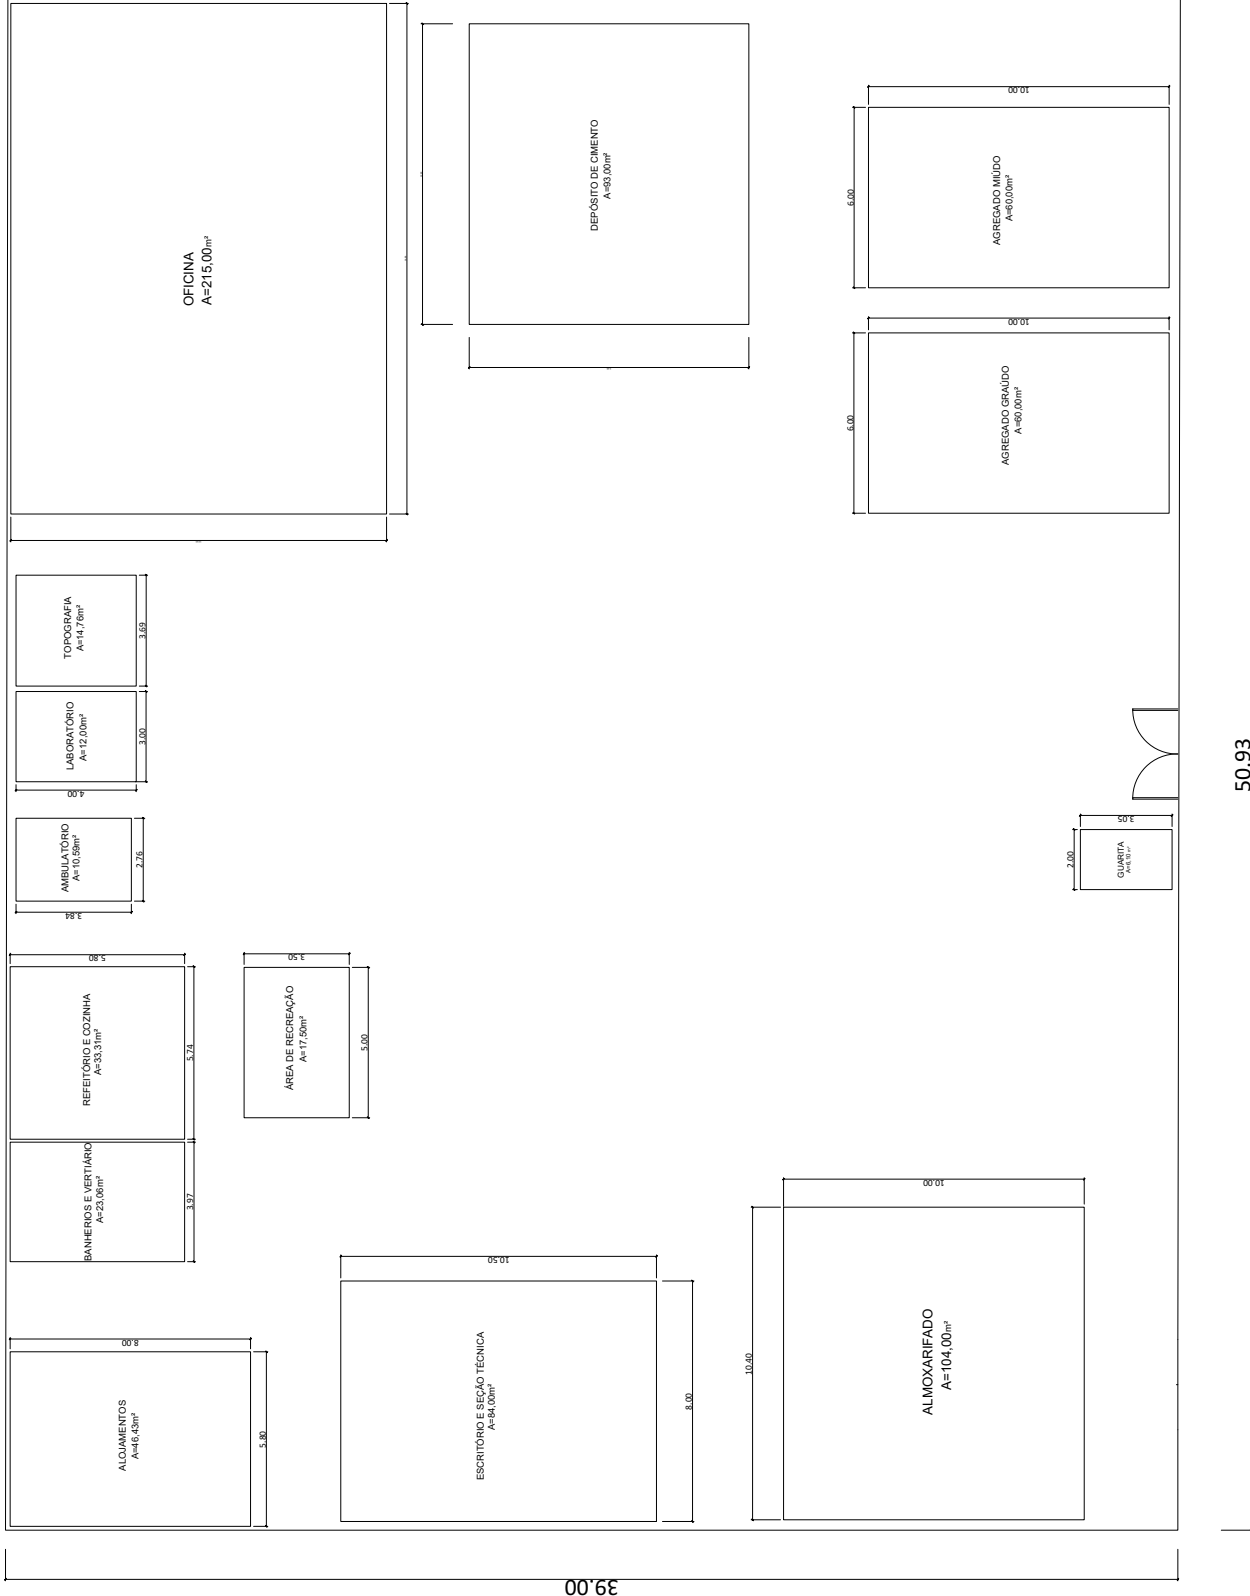 OFICINA
A=215,00m²
DEPÓSITO DE CIMENTO
A=93,00m²
10.00
6.00
AGREGADO MIÚDO
A=60,00m²
10.00
6.00
AGREGADO GRAÚDO
A=60,00m²
TOPOGRAFIA
A=14,76m²
3.69
LABORATÓRIO
A=12,00m²
3.00
4.00
AMBULATÓRIO
A=10,59m²
2.76
3.84
3.05
2.00
GUARITA
A=6,10 m²
50.93
5.80
REFEITÓRIO E COZINHA
A=33,31m²
5.74
3.50
ÁREA DE RECREAÇÃO
A=17,50m²
5.00
BANHERIOS E VERTIÁRIO
A=23,06m²
3.97
8.00
ALOJAMENTOS
A=46,43m²
5.80
10.50
ESCRITÓRIO E SEÇÃO TÉCNICA
A=84,00m²
8.00
10.00
10.40
ALMOXARIFADO
A=104,00m²
39.00